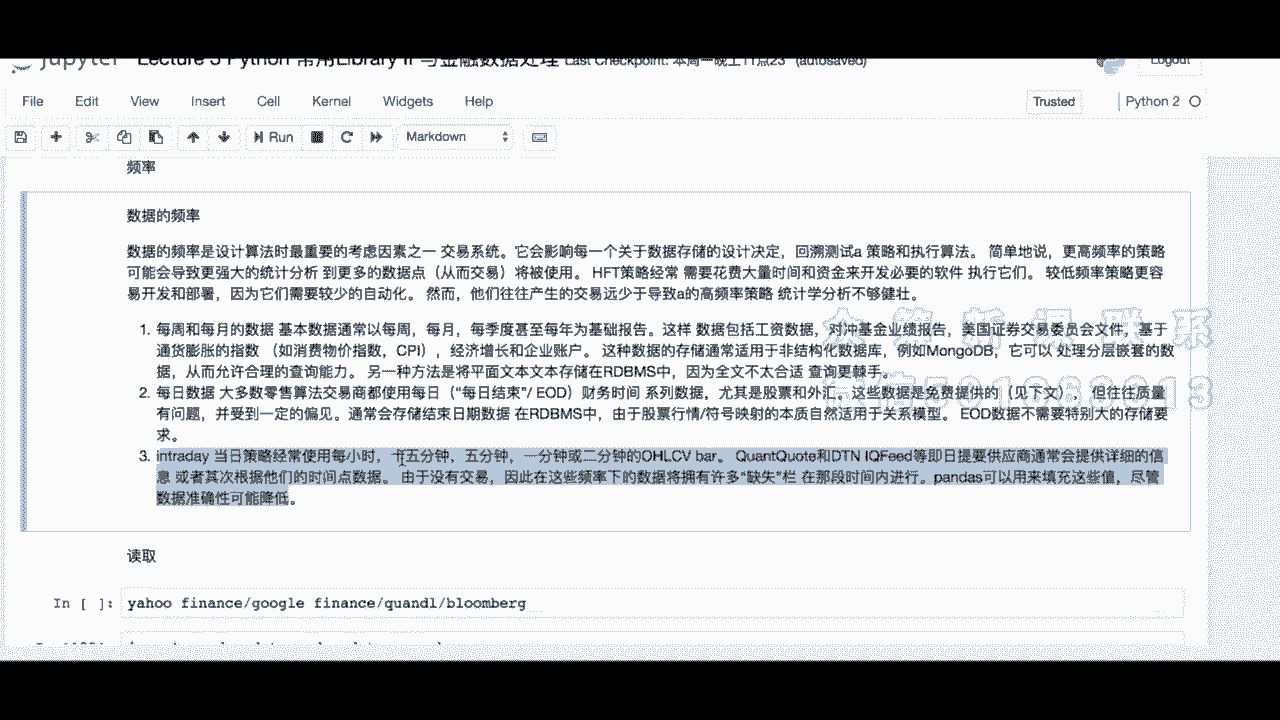 jupyter Lecture 3 Python 常用Library II 与金融数据处理 Last Checkpoint: 本周一晚上11点23 (autosaved) Logout
File Edit View Insert Cell Kernel Widgets Help Trusted Python 2
Run Markdown
频率
数据的频率
数据的频率是设计算法时最重要的考虑因素之一 交易系统。它会影响每一个关于数据存储的设计决定，回溯测试a 策略和执行算法。 简单地说，更高频率的策略
可能会导致更强大的统计分析 到更多的数据点（从而交易）将被使用。 HFT策略经常 需要花费大量时间和资金来开发必要的软件 执行它们。 较低频率策略更容
易开发和部署，因为它们需要较少的自动化。 然而，他们往往产生的交易远少于导致a的高频率策略 统计学分析不够健壮。
1. 每周和每月的数据 基本数据通常以每周，每月，每季度甚至每年为基础报告。这样 数据包括工资数据，对冲基金业绩报告，美国证券交易委员会文件，基于
通货膨胀的指数 （如消费物价指数，CPI），经济增长和企业账户。 这种数据的存储通常适用于非结构化数据库，例如MongoDB，它可以 处理分层嵌套的数
据，从而允许合理的查询能力。 另一种方法是将平面文本文本存储在RDBMS中，因为全文不太合适 查询更棘手。
2. 每日数据 大多数零售算法交易商都使用每日（“每日结束”/ EOD）财务时间 系列数据，尤其是股票和外汇。这些数据是免费提供的（见下文）， 但往往质量
有问题，并受到一定的偏见。通常会存储结束日期数据 在RDBMS中，由于股票行情/符号映射的本质自然适用于关系模型。 EOD数据不需要特别大的存储要
求。
3. intraday 当日策略经常使用每小时，十五分钟，五分钟，一分钟或二分钟的OHLCV bar。 QuantQuote和DTN IQFeed等即日提要供应商通常会提供详细的信
息 或者其次根据他们的时间点数据。 由于没有交易，因此在这些频率下的数据将拥有许多“缺失”栏 在那段时间内进行。pandas可以用来填充这些值，尽管
数据准确性可能降低。
读取
In [ ]: yahoo finance/google finance/quandl/bloomberg